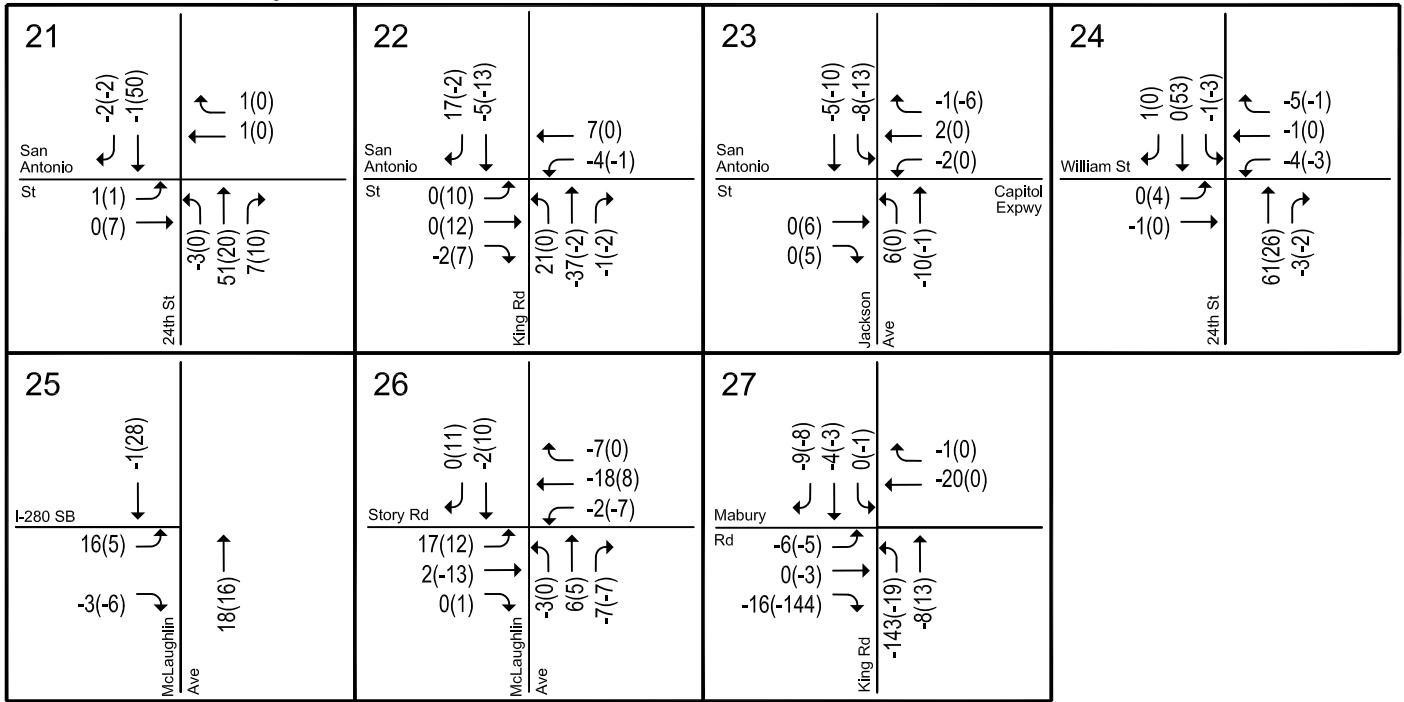 21
-2(-2)
-1(50)
1(0)
1(0)
San
Antonio
St
1(1)
0(7)
-3(0)
51(20)
7(10)
24th St
22
17(-2)
-5(-13)
7(0)
-4(-1)
San
Antonio
St
0(10)
0(12)
-2(7)
21(0)
-37(-2)
-1(-2)
King Rd
23
-5(-10)
-8(-13)
-1(-6)
2(0)
-2(0)
San
Antonio
St
Capitol
Expwy
0(6)
0(5)
6(0)
-10(-1)
Jackson
Ave
24
1(0)
0(53)
-1(-3)
-5(-1)
-1(0)
-4(-3)
William St
0(4)
-1(0)
61(26)
-3(-2)
24th St
25
-1(28)
I-280 SB
16(5)
-3(-6)
18(16)
McLaughlin
Ave
26
0(11)
-2(10)
-7(0)
-18(8)
-2(-7)
Story Rd
17(12)
2(-13)
0(1)
-3(0)
6(5)
-7(-7)
McLaughlin
Ave
27
-9(-8)
-4(-3)
0(-1)
-1(0)
-20(0)
Mabury
Rd
-6(-5)
0(-3)
-16(-144)
-143(-19)
-8(13)
King Rd